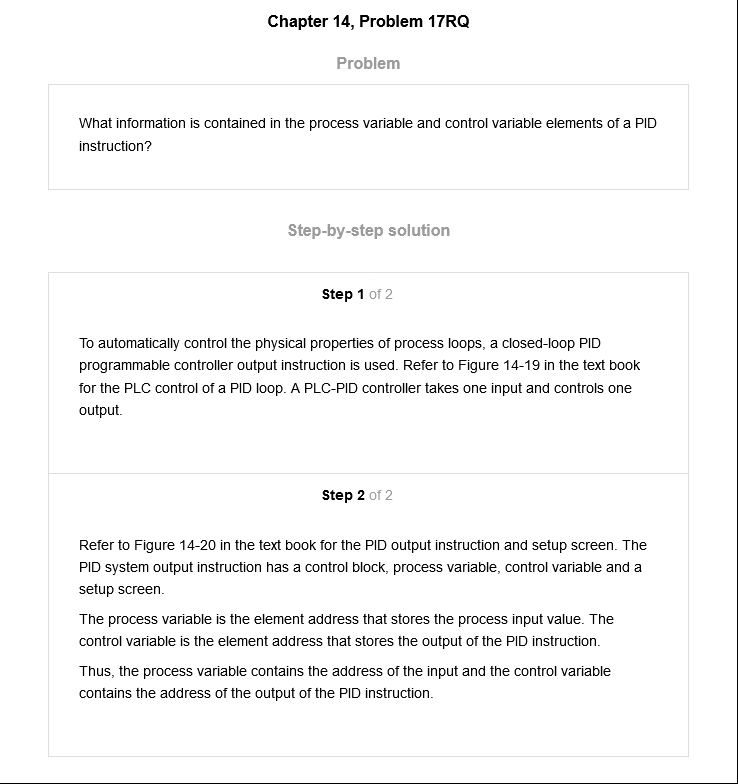 Chapter 14, Problem 17RQ
Problem
What information is contained in the process variable and control variable elements of a PID
instruction?
Step-by-step solution
Step 1 of 2
To automatically control the physical properties of process loops, a closed-loop PID
programmable controller output instruction is used. Refer to Figure 14-19 in the text book
for the PLC control of a PID loop. A PLC-PID controller takes one input and controls one
output.
Step 2 of 2
Refer to Figure 14-20 in the text book for the PID output instruction and setup screen. The
PID system output instruction has a control block, process variable, control variable and a
setup screen.
The process variable is the element address that stores the process input value. The
control variable is the element address that stores the output of the PID instruction.
Thus, the process variable contains the address of the input and the control variable
contains the address of the output of the PID instruction.